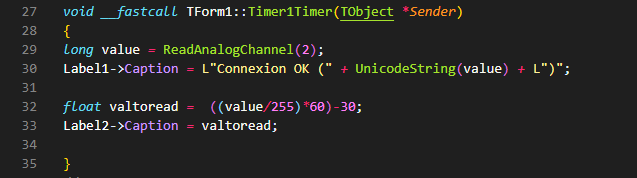 27 void __fastcall TForm1::Timer1Timer(TObject *Sender)
28 {
29 long value = ReadAnalogChannel(2);
30 Label1->Caption = L"Connexion OK (" + UnicodeString(value) + L")";
31
32 float valtoread =  ((value/255)*60)-30;
33 Label2->Caption = valtoread;
34
35 }